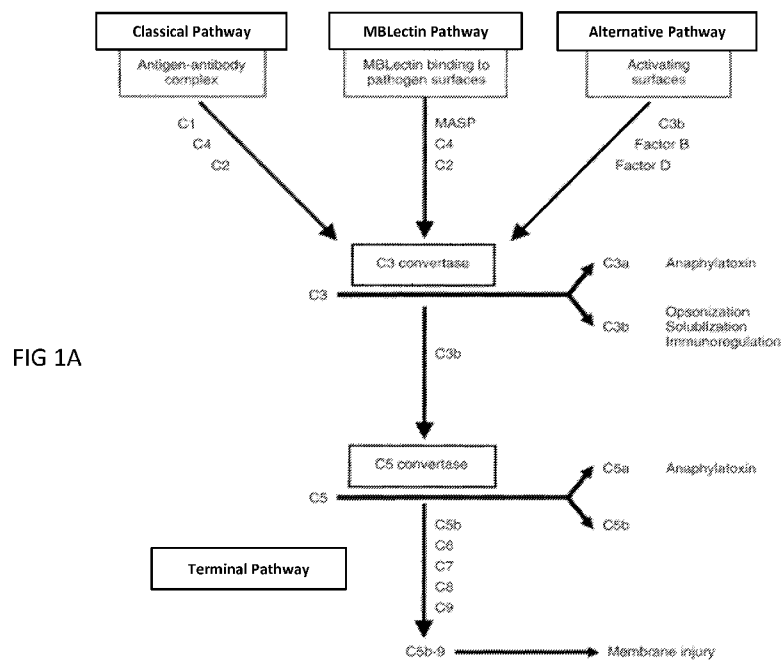 Classical Pathway
Antigen-antibody
complex
MBLectin Pathway
MBLectin binding to
pathogen surfaces
Alternative Pathway
Activating
surfaces
C1
C4
C2
MASP
C4
C2
C3b
Factor B
Factor D
C3 convertase
C3
C3a Anaphylatoxin
C3b
Opsonization
Solublization
Immunoregulation
FIG 1A
C3b
C5 convertase
C5
C5a Anaphylatoxin
C5b
Terminal Pathway
C5b
C6
C7
C8
C9
C5b-9
Membrane injury